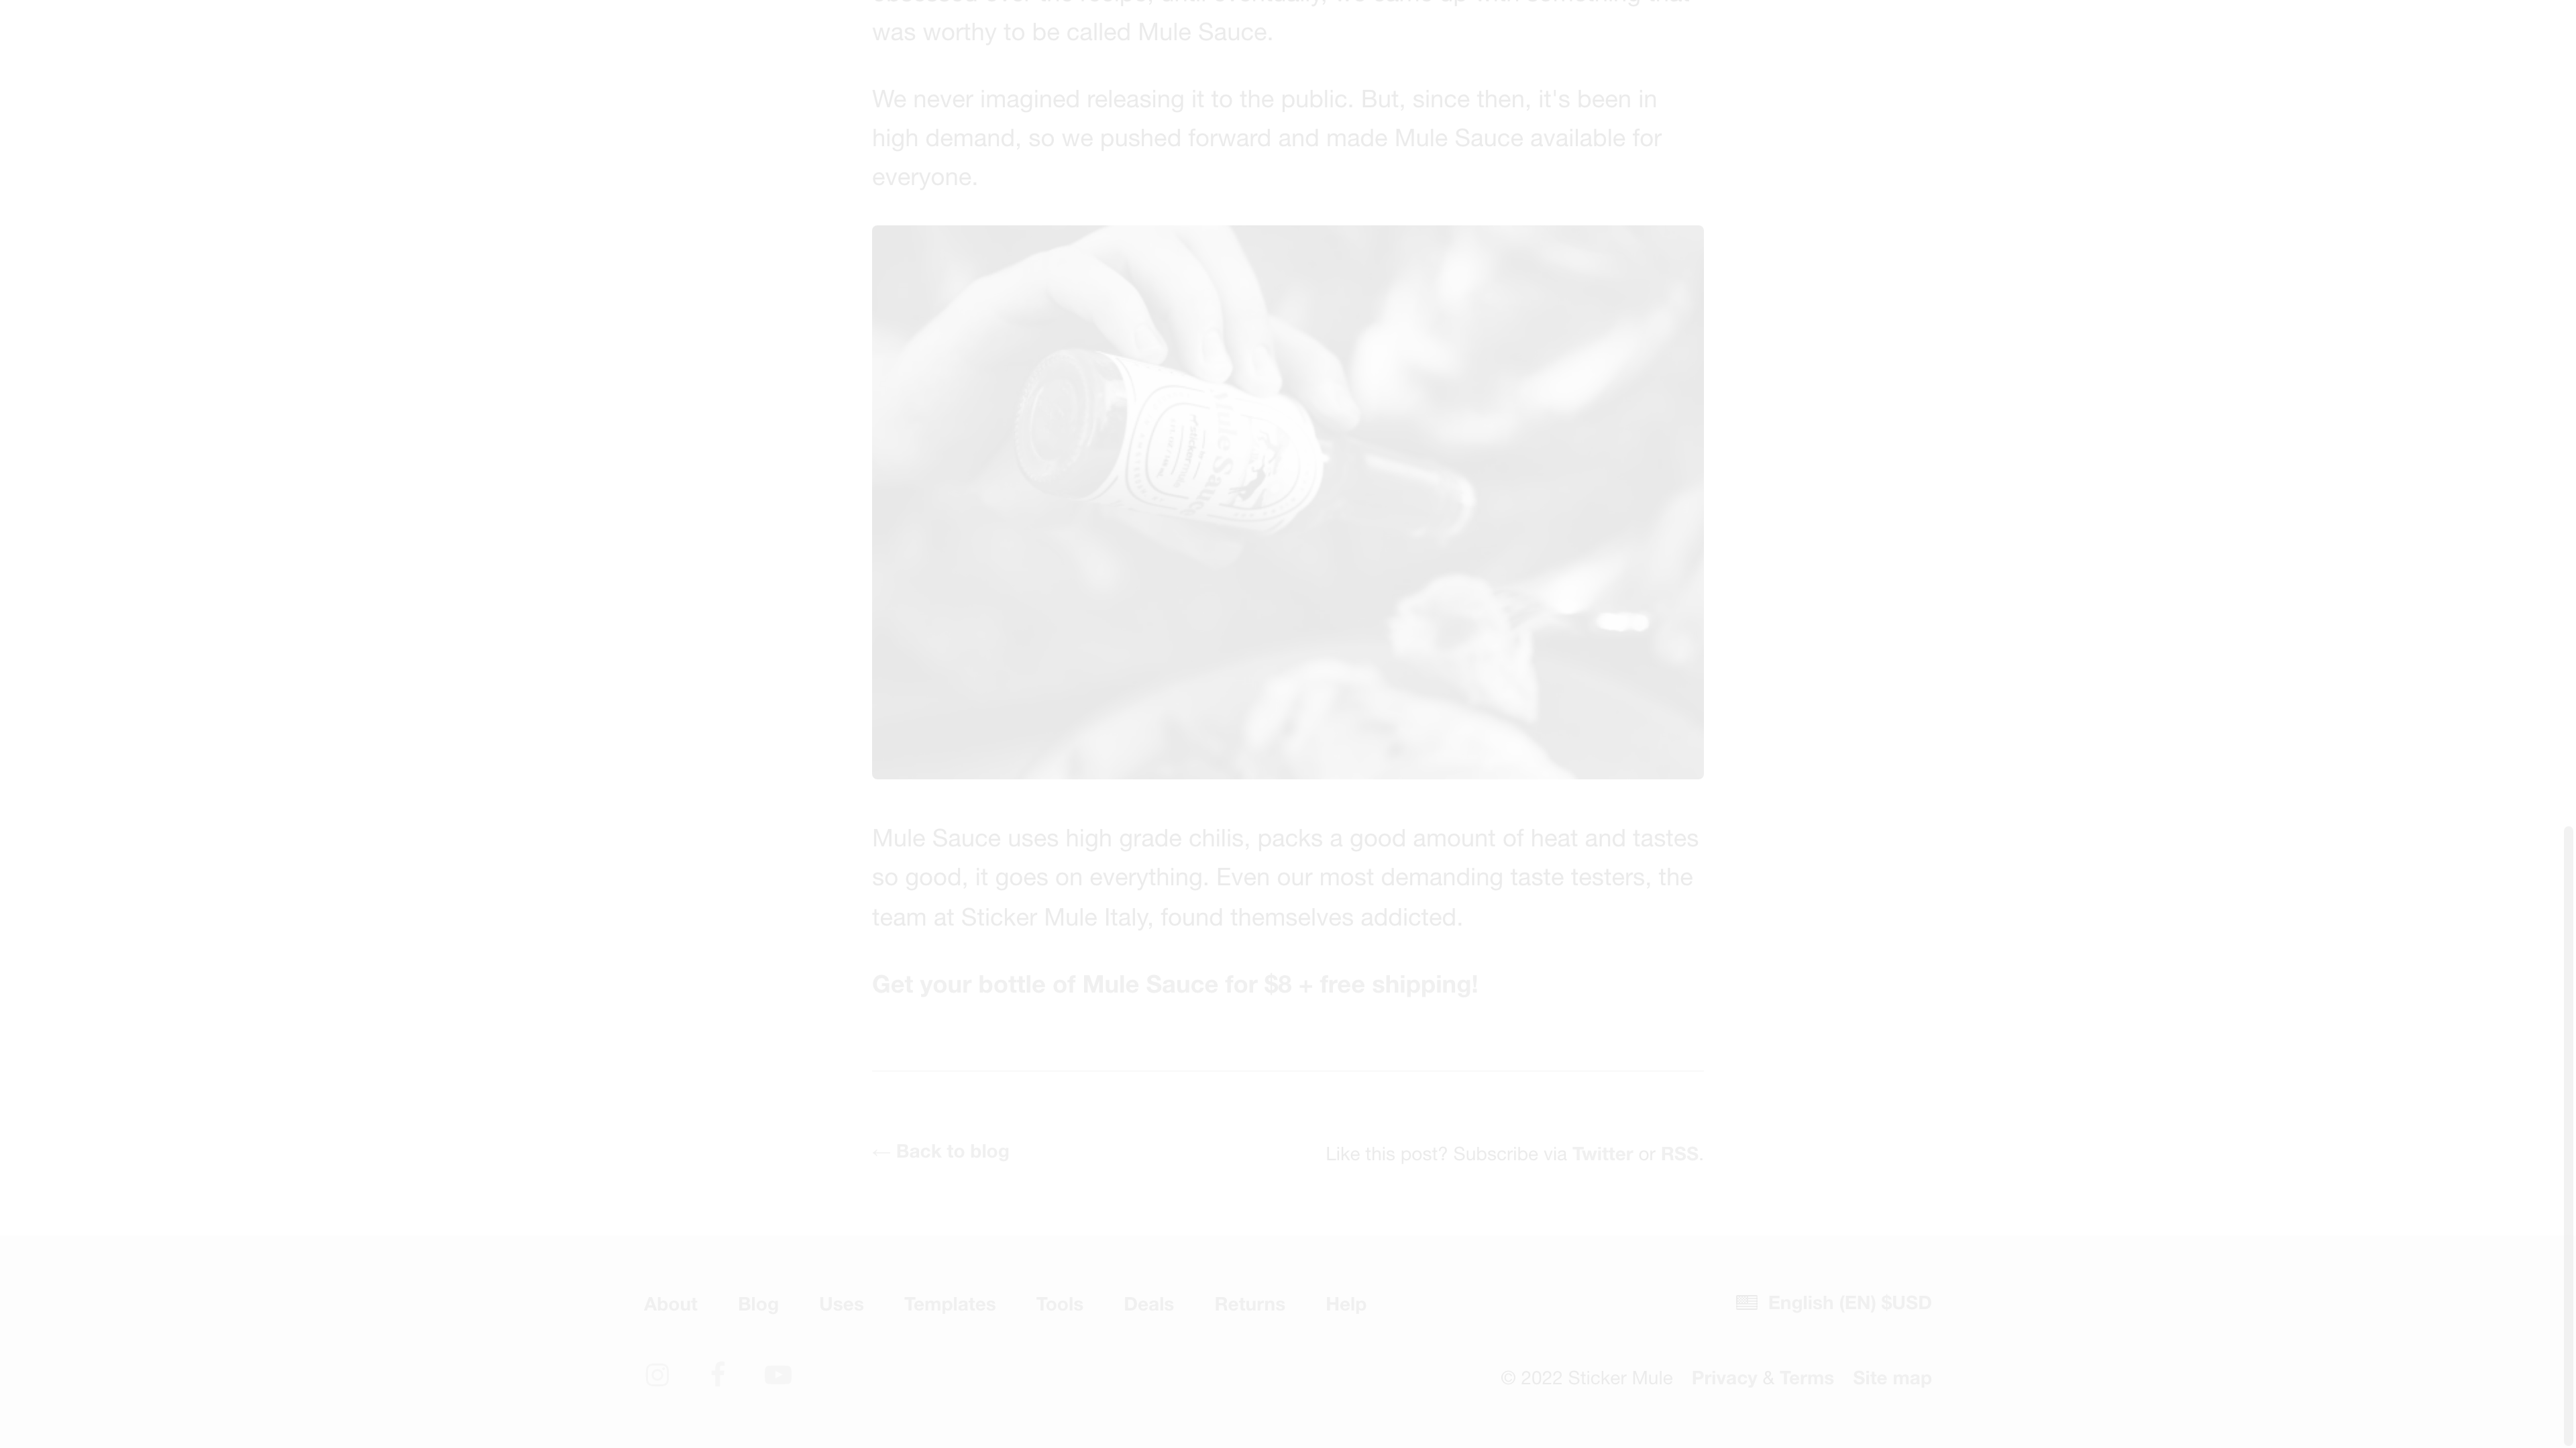 was worthy to be called Mule Sauce.
We never imagined releasing it to the public. But, since then, it's been in
high demand, so we pushed forward and made Mule Sauce available for
everyone.
Mule Sauce
Mule Sauce uses high grade chilis, packs a good amount of heat and tastes
so good, it goes on everything. Even our most demanding taste testers, the
team at Sticker Mule Italy, found themselves addicted.
Get your bottle of Mule Sauce for $8 + free shipping!
← Back to blog
Like this post? Subscribe via Twitter or RSS.
About Blog Uses Templates Tools Deals Returns Help
English (EN) $USD
© 2022 Sticker Mule Privacy & Terms Site map